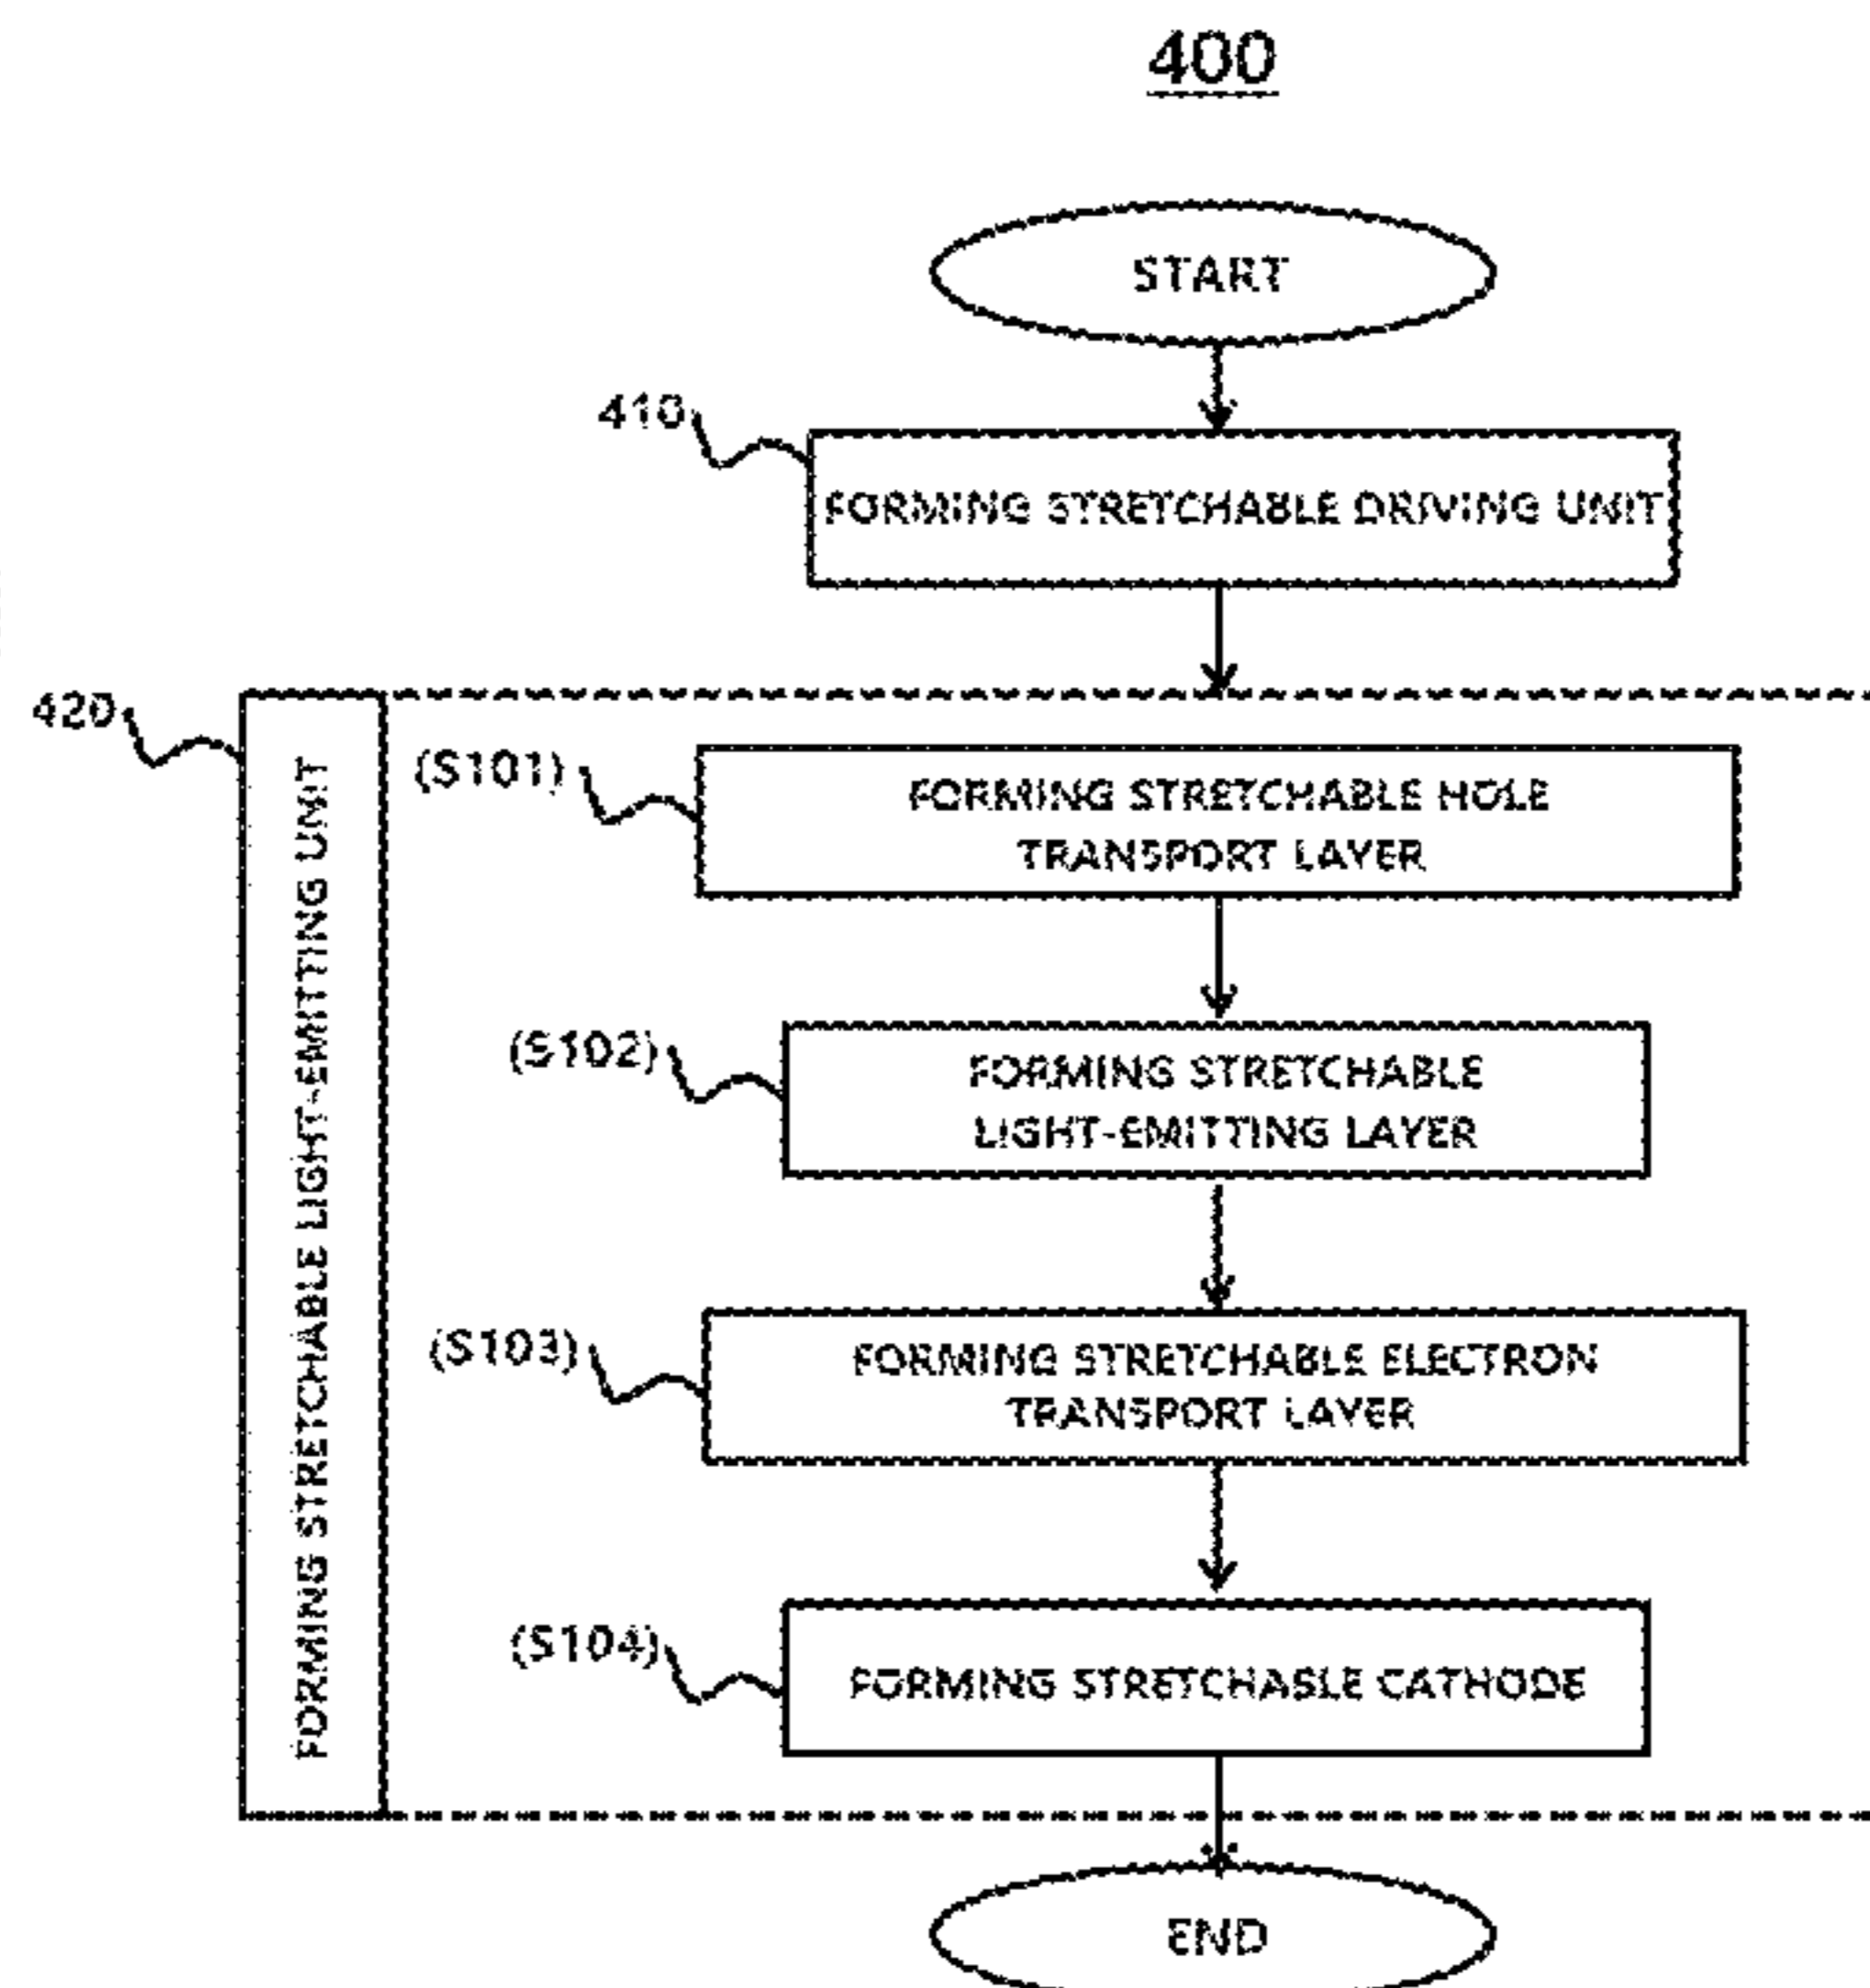 400
START
410
FORMING STRETCHABLE DRIVING UNIT
420
FORMING STRETCHABLE LIGHT-EMITTING UNIT
(S101)
FORMING STRETCHABLE HOLE
TRANSPORT LAYER
(S102)
FORMING STRETCHABLE
LIGHT-EMITTING LAYER
(S103)
FORMING STRETCHABLE ELECTRON
TRANSPORT LAYER
(S104)
FORMING STRETCHABLE CATHODE
END